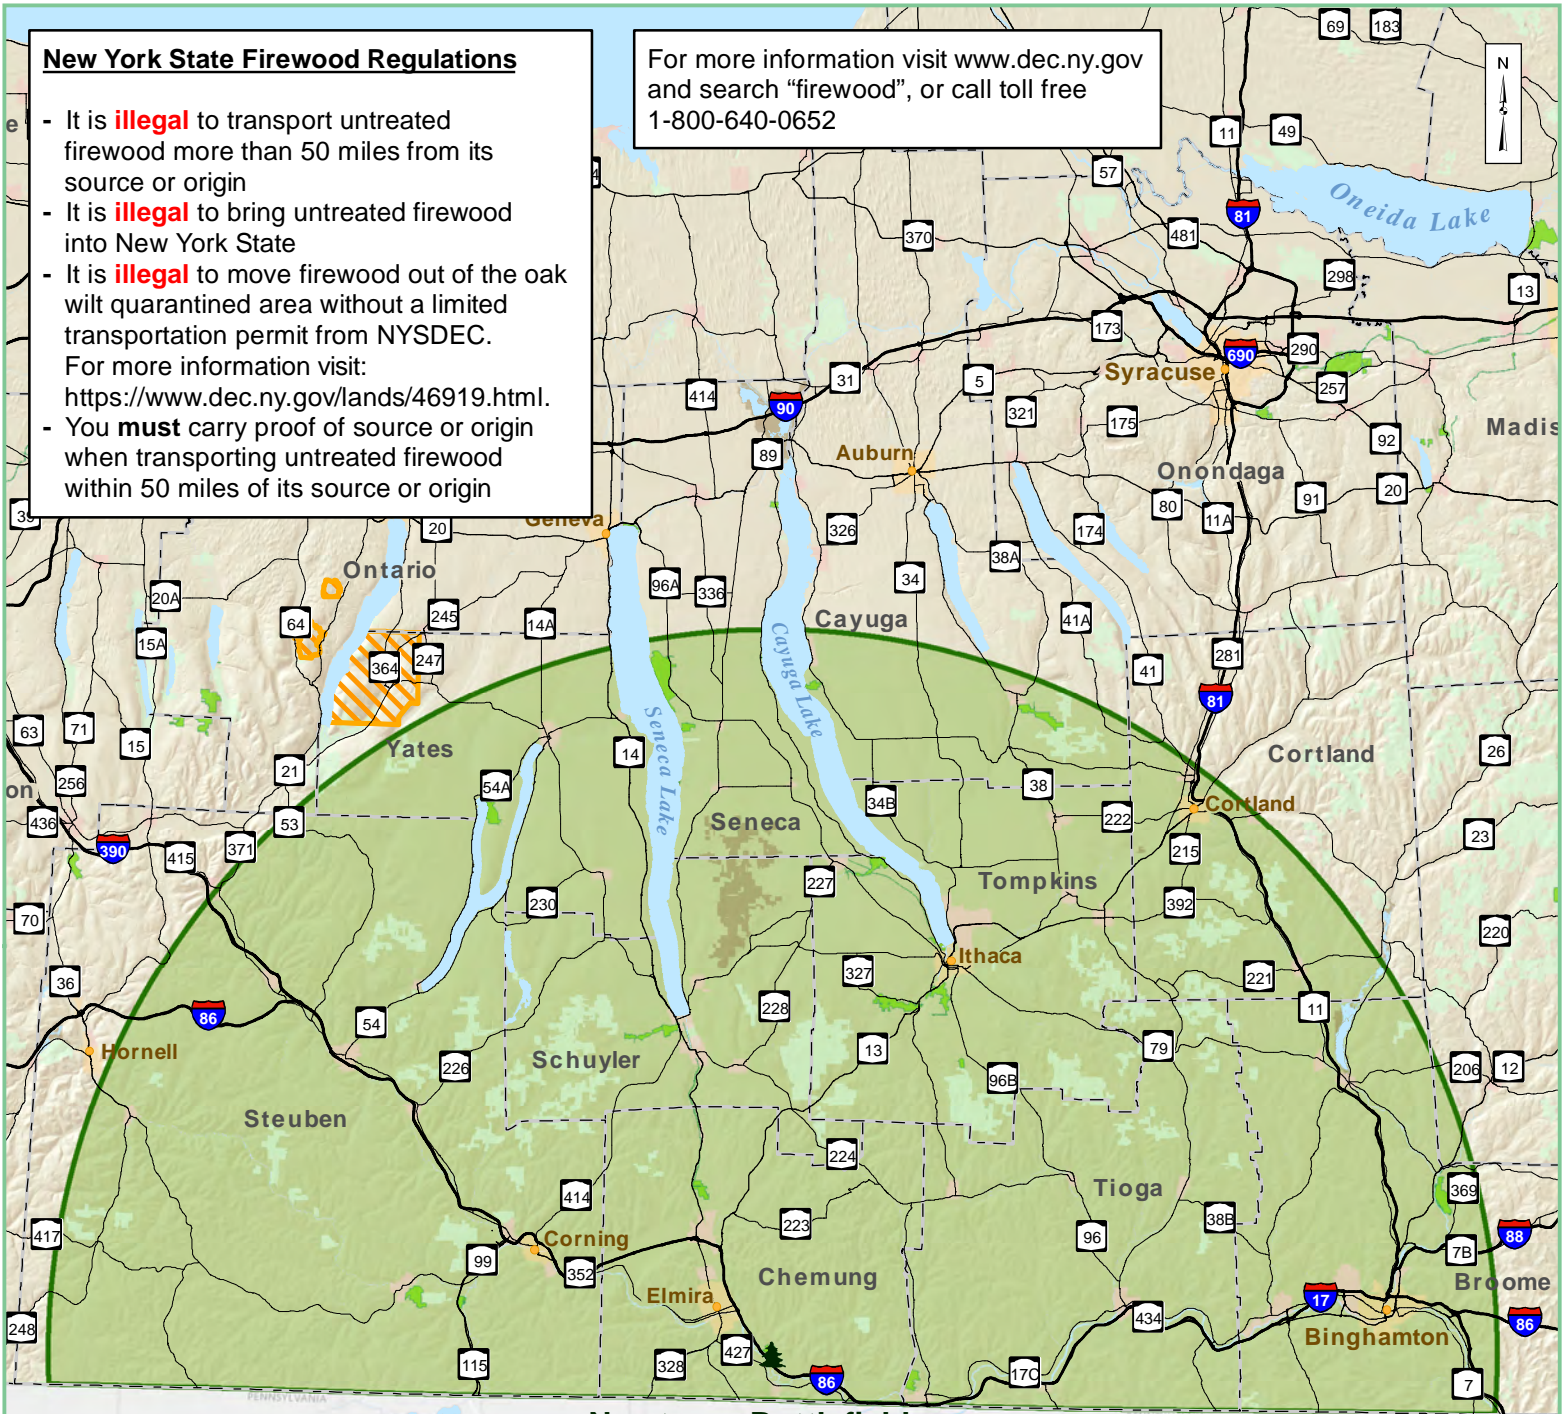 New York State Firewood Regulations
- It is illegal to transport untreated
firewood more than 50 miles from its
source or origin
- It is illegal to bring untreated firewood
into New York State
- It is illegal to move firewood out of the oak
wilt quarantined area without a limited
transportation permit from NYSDEC.
For more information visit:
https://www.dec.ny.gov/lands/46919.html.
- You must carry proof of source or origin
when transporting untreated firewood
within 50 miles of its source or origin
For more information visit www.dec.ny.gov
and search “firewood”, or call toll free
1-800-640-0652
69
183
N
11
49
57
Oneida Lake
81
481
370
298
13
173
290
690
Syracuse
31
5
257
414
90
321
175
92
Madis
Auburn
89
Onondaga
91
20
80
11A
39
20
Geneva
326
174
38A
Ontario
96A
336
34
20A
64
245
14A
Cayuga
41A
15A
364
247
281
41
81
Cayuga Lake
Seneca Lake
63
71
15
Yates
14
Cortland
26
21
256
54A
38
34B
Cortland
on
436
53
Seneca
222
23
390
415
371
215
227
Tompkins
70
230
392
220
Ithaca
36
327
221
86
228
11
54
Hornell
13
79
Schuyler
226
96B
206
12
Steuben
224
Tioga
369
414
223
38B
417
96
88
Corning
7B
99
352
Chemung
Broome
Elmira
17
248
434
86
Binghamton
427
328
115
86
17C
7
PENNSYLVANIA